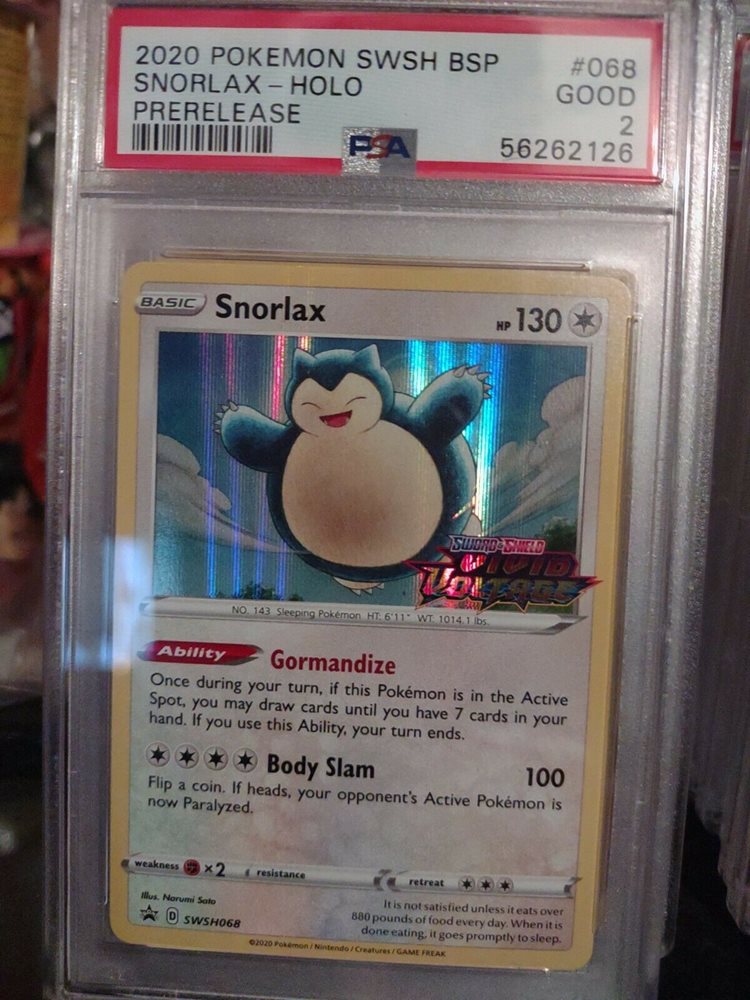 2020 POKEMON SWSH BSP #068
SNORLAX – HOLO GOOD
PRERELEASE 2
PSA 56262126
BASIC Snorlax HP 130
SWORD & SHIELD
VIVID
VOLTAGE
NO. 143 Sleeping Pokémon HT: 6'11" WT: 1014.1 lbs.
Ability Gormandize
Once during your turn, if this Pokémon is in the Active
Spot, you may draw cards until you have 7 cards in your
hand. If you use this Ability, your turn ends.
Body Slam 100
Flip a coin. If heads, your opponent's Active Pokémon is
now Paralyzed.
weakness ×2 resistance retreat
Illus. Narumi Sato
D SWSH068
It is not satisfied unless it eats over
880 pounds of food every day. When it is
done eating, it goes promptly to sleep.
©2020 Pokémon / Nintendo / Creatures / GAME FREAK